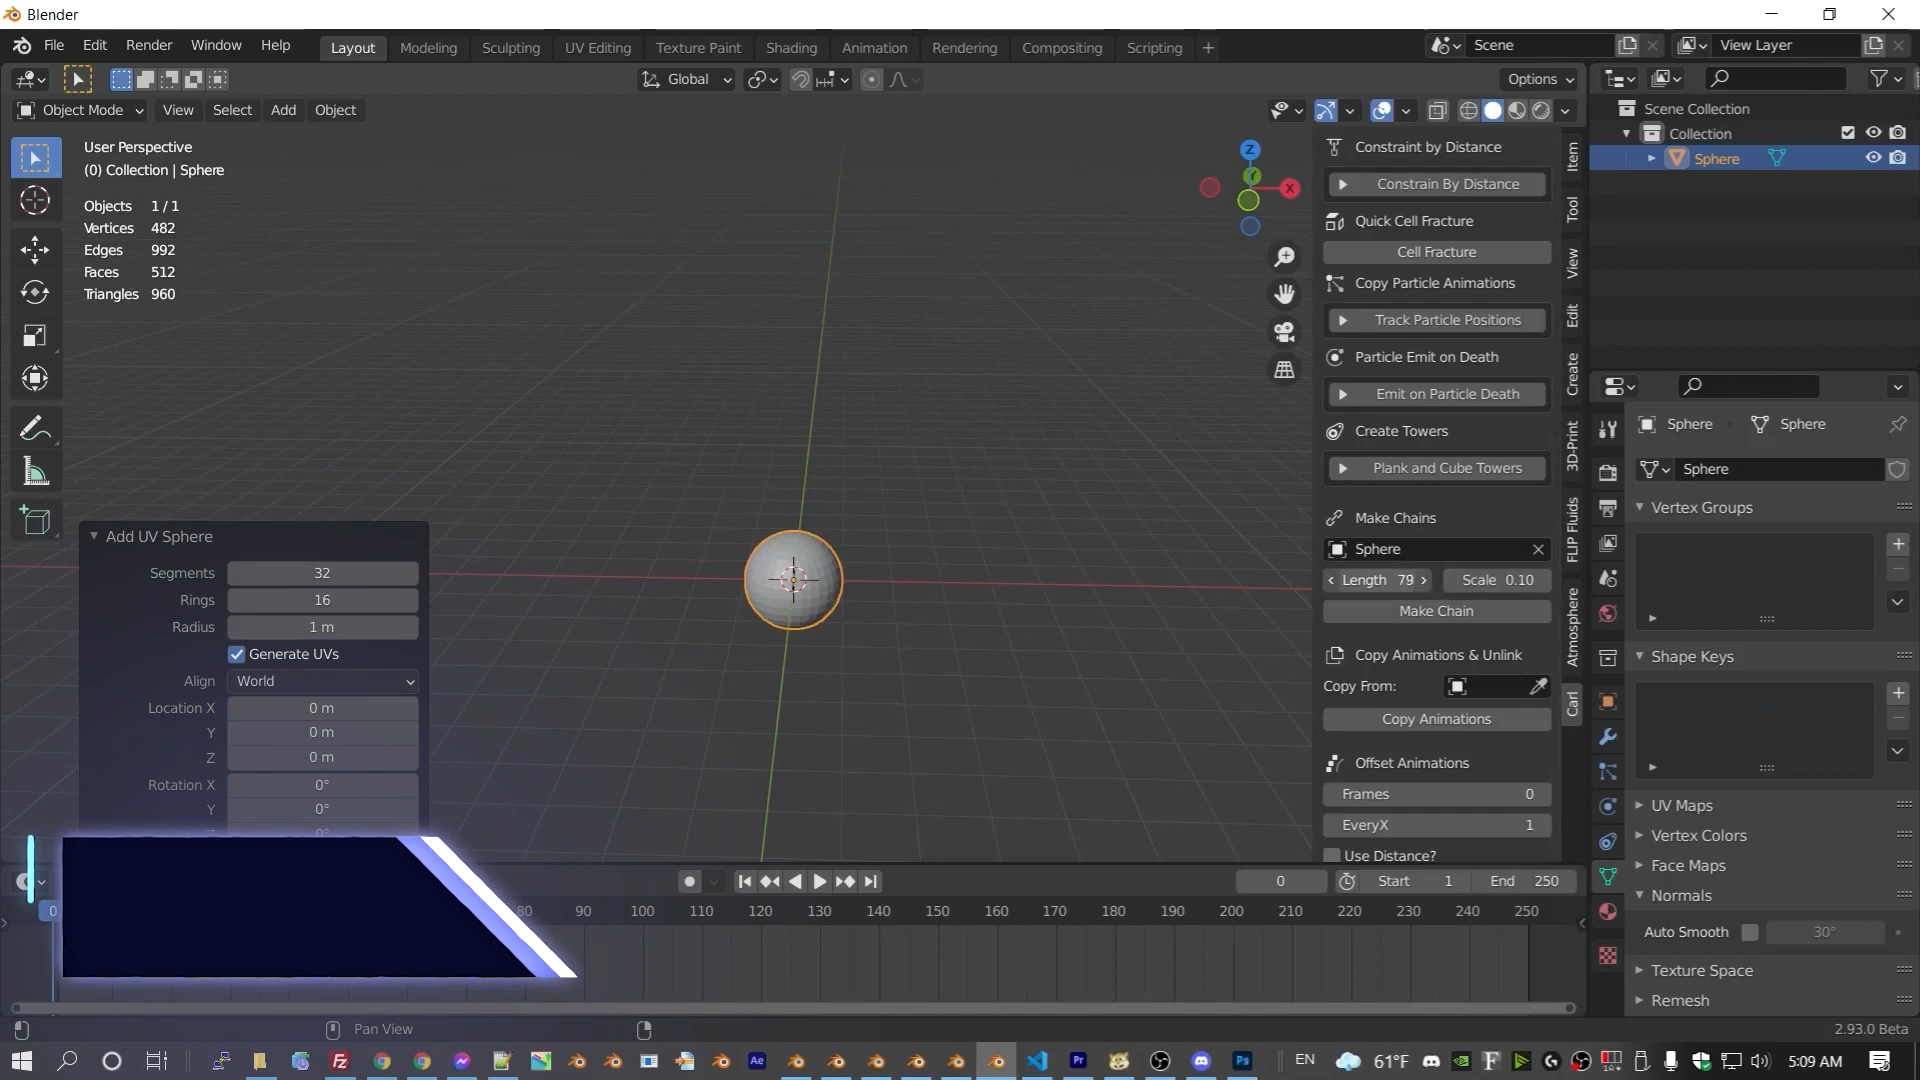 Blender
File Edit Render Window Help Layout Modeling Sculpting UV Editing Texture Paint Shading Animation Rendering Compositing Scripting + Scene View Layer
Global Options
Object Mode View Select Add Object
User Perspective
(0) Collection | Sphere
Objects 1 / 1
Vertices 482
Edges 992
Faces 512
Triangles 960
Z
Y
X
Add UV Sphere
Segments 32
Rings 16
Radius 1 m
Generate UVs
Align World
Location X 0 m
Y 0 m
Z 0 m
Rotation X 0°
Y 0°
Constraint by Distance
Constrain By Distance
Quick Cell Fracture
Cell Fracture
Copy Particle Animations
Track Particle Positions
Particle Emit on Death
Emit on Particle Death
Create Towers
Plank and Cube Towers
Make Chains
Sphere
Length 79 Scale 0.10
Make Chain
Copy Animations & Unlink
Copy From:
Copy Animations
Offset Animations
Frames 0
EveryX 1
Use Distance?
Item
Tool
View
Edit
Create
3D-Print
FLIP Fluids
Atmosphere
Carl
Scene Collection
Collection
Sphere
Sphere Sphere
Sphere
Vertex Groups
Shape Keys
UV Maps
Vertex Colors
Face Maps
Normals
Auto Smooth 30°
Texture Space
Remesh
0 Start 1 End 250
0 80 90 100 110 120 130 140 150 160 170 180 190 200 210 220 230 240 250
Pan View 2.93.0 Beta
Fz Ae Pr Ps EN 61°F F 5:09 AM